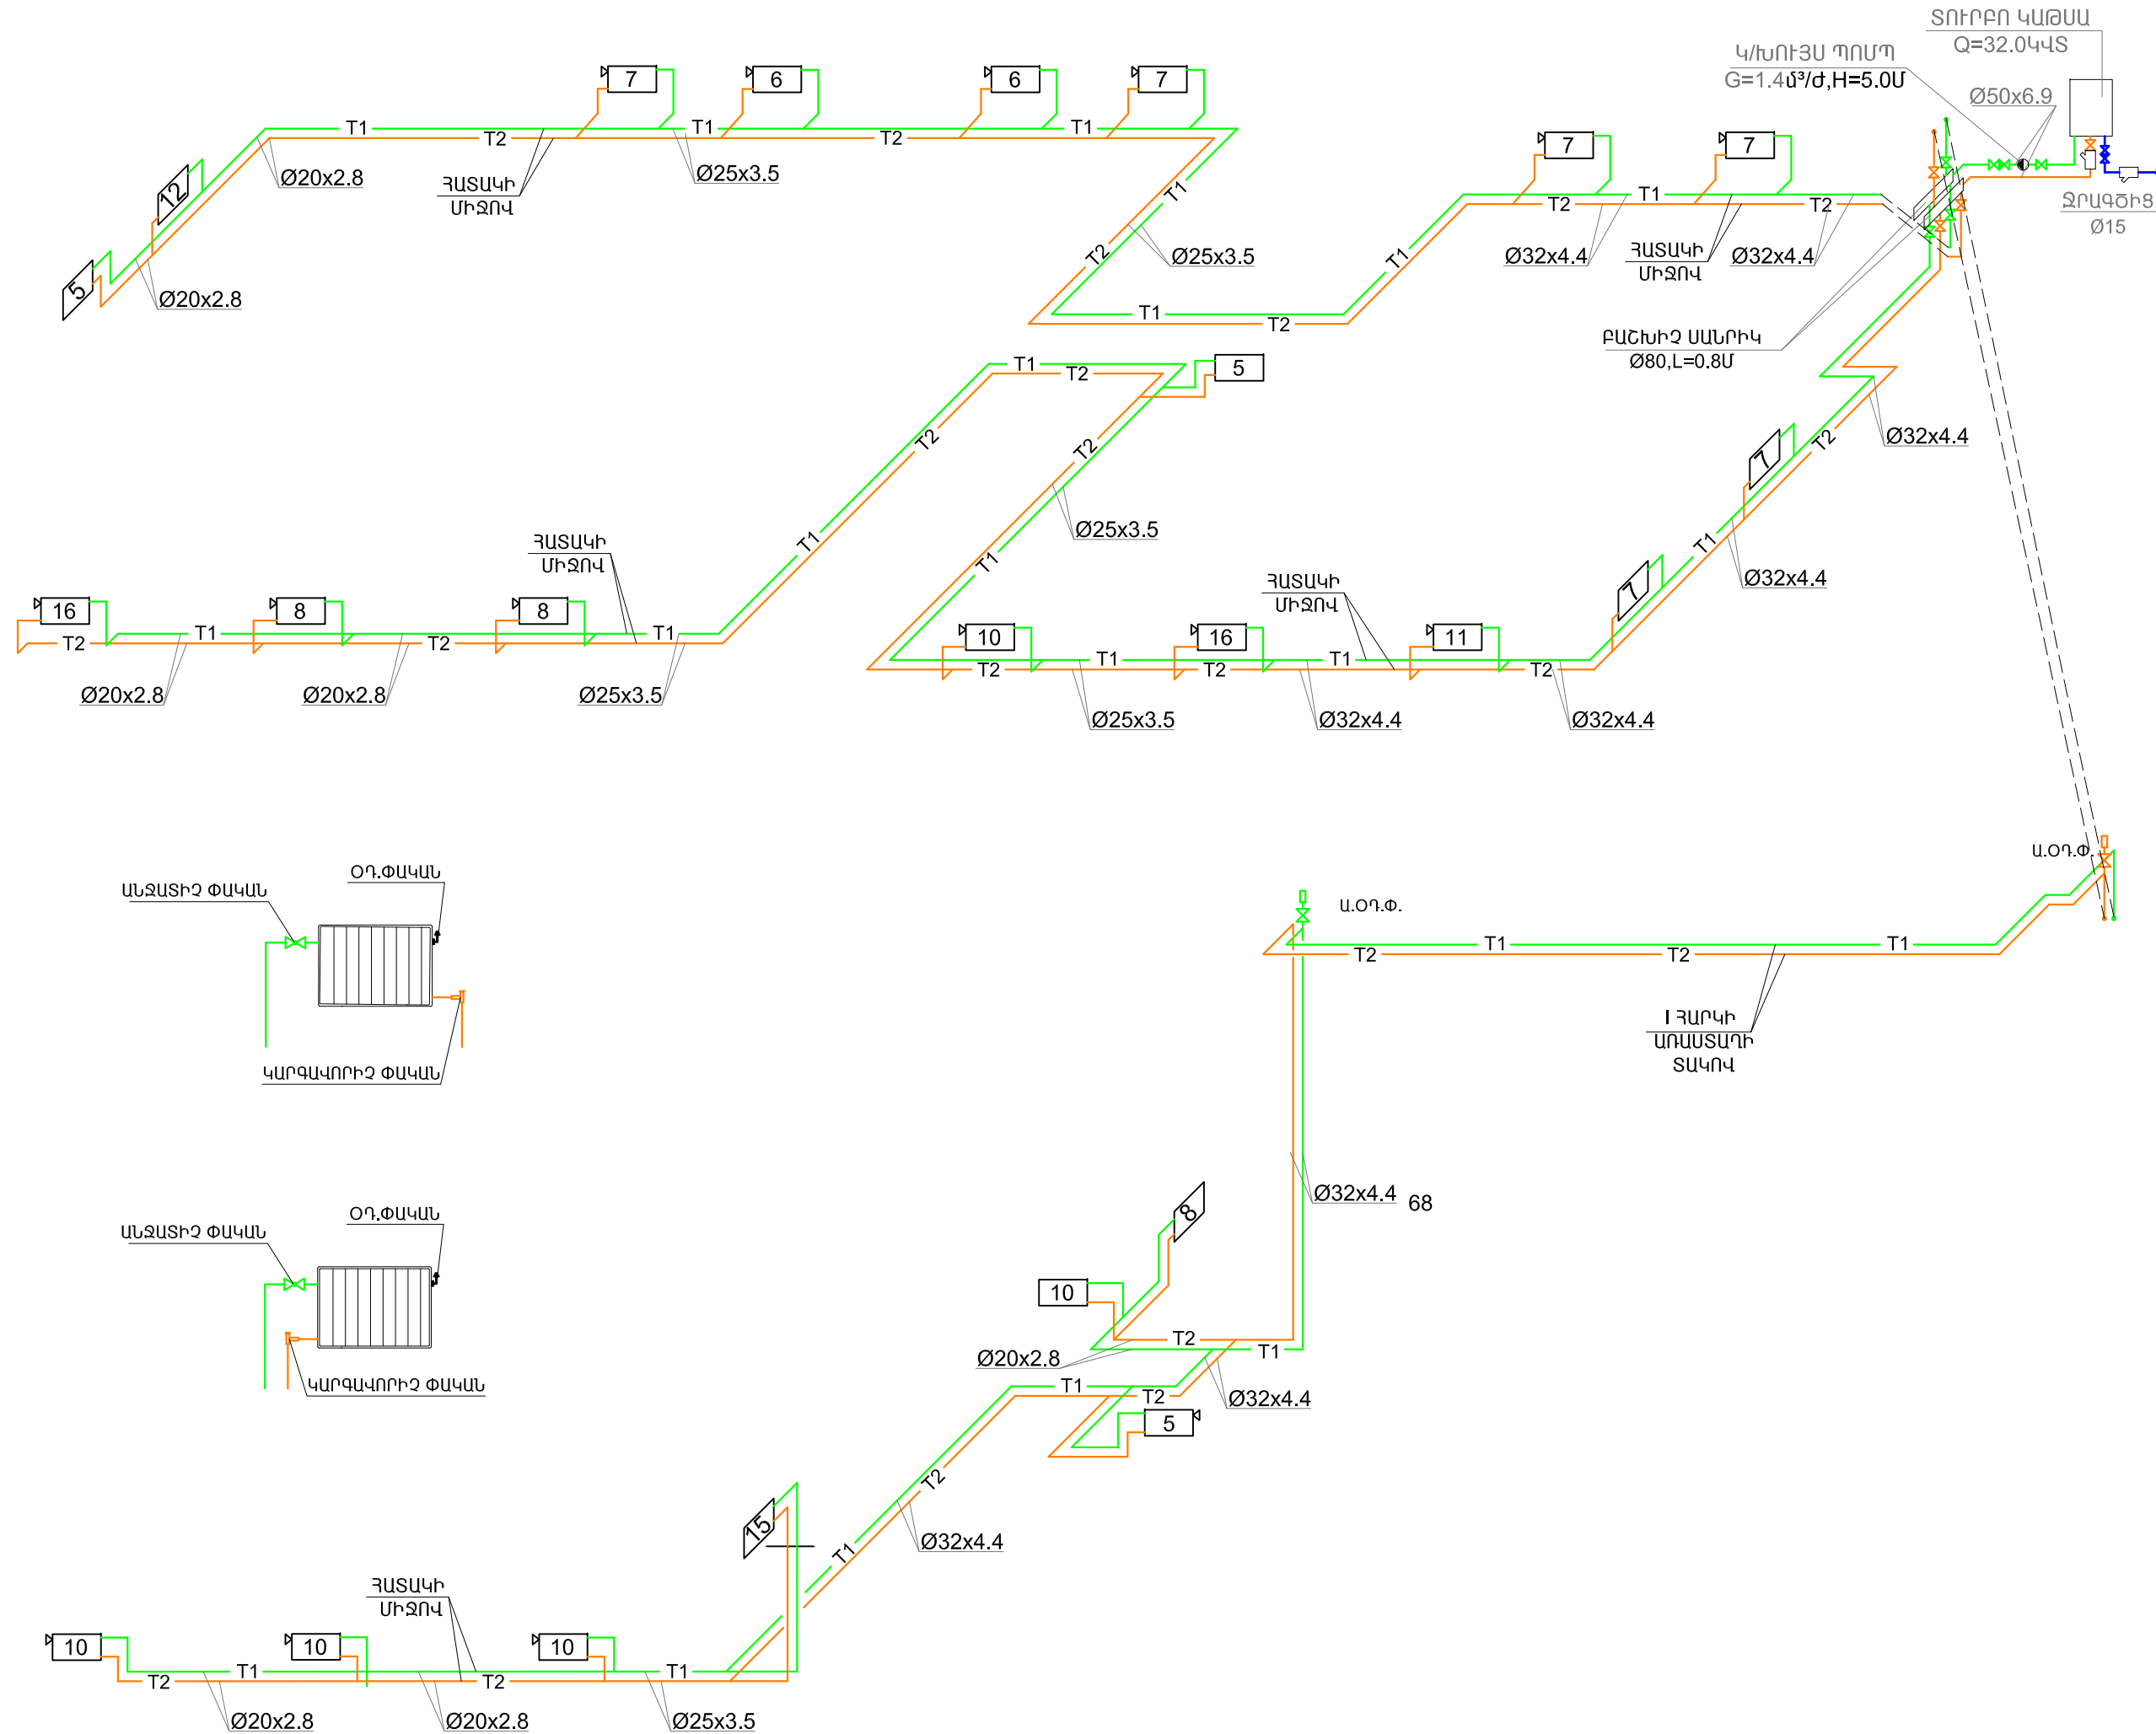 ՏՈՒՐԲՈ ԿԱԹՍԱ
Q=32.0ԿՎՏ
Կ/ԽՈՒՅՍ ՊՈՄՊ
G=1.4մ³/ժ,H=5.0Մ
Ø50x6.9
ՋՐԱԳԾԻՑ
Ø15
7
6
6
7
T1
T1
T1
T2
T2
Ø20x2.8
ՀԱՏԱԿԻ
ՄԻՋՈՎ
Ø25x3.5
12
5
Ø20x2.8
T1
T2
Ø25x3.5
T1
T2
7
7
T1
T1
T2
T2
Ø32x4.4
ՀԱՏԱԿԻ
ՄԻՋՈՎ
Ø32x4.4
ԲԱՇԽԻՉ ՍԱՆՐԻԿ
Ø80,L=0.8Մ
T1
T2
5
T2
T2
Ø25x3.5
T1
T1
Ø32x4.4
7
T2
T1
Ø32x4.4
7
ՀԱՏԱԿԻ
ՄԻՋՈՎ
16
8
8
T1
T1
T2
T2
Ø20x2.8
Ø20x2.8
Ø25x3.5
ՀԱՏԱԿԻ
ՄԻՋՈՎ
10
16
11
T1
T1
T2
T2
T2
Ø25x3.5
Ø32x4.4
Ø32x4.4
Ա.ՕԴ.Փ.
Ա.ՕԴ.Փ.
T1
T1
T2
T2
I ՀԱՐԿԻ
ԱՌԱՍՏԱՂԻ
ՏԱԿՈՎ
ՕԴ.ՓԱԿԱՆ
ԱՆՋԱՏԻՉ ՓԱԿԱՆ
ԿԱՐԳԱՎՈՐԻՉ ՓԱԿԱՆ
Ø32x4.4
68
ՕԴ.ՓԱԿԱՆ
ԱՆՋԱՏԻՉ ՓԱԿԱՆ
ԿԱՐԳԱՎՈՐԻՉ ՓԱԿԱՆ
8
10
T2
T1
Ø20x2.8
Ø32x4.4
T1
T2
5
T2
T1
Ø32x4.4
15
ՀԱՏԱԿԻ
ՄԻՋՈՎ
10
10
10
T1
T1
T2
T2
Ø20x2.8
Ø20x2.8
Ø25x3.5